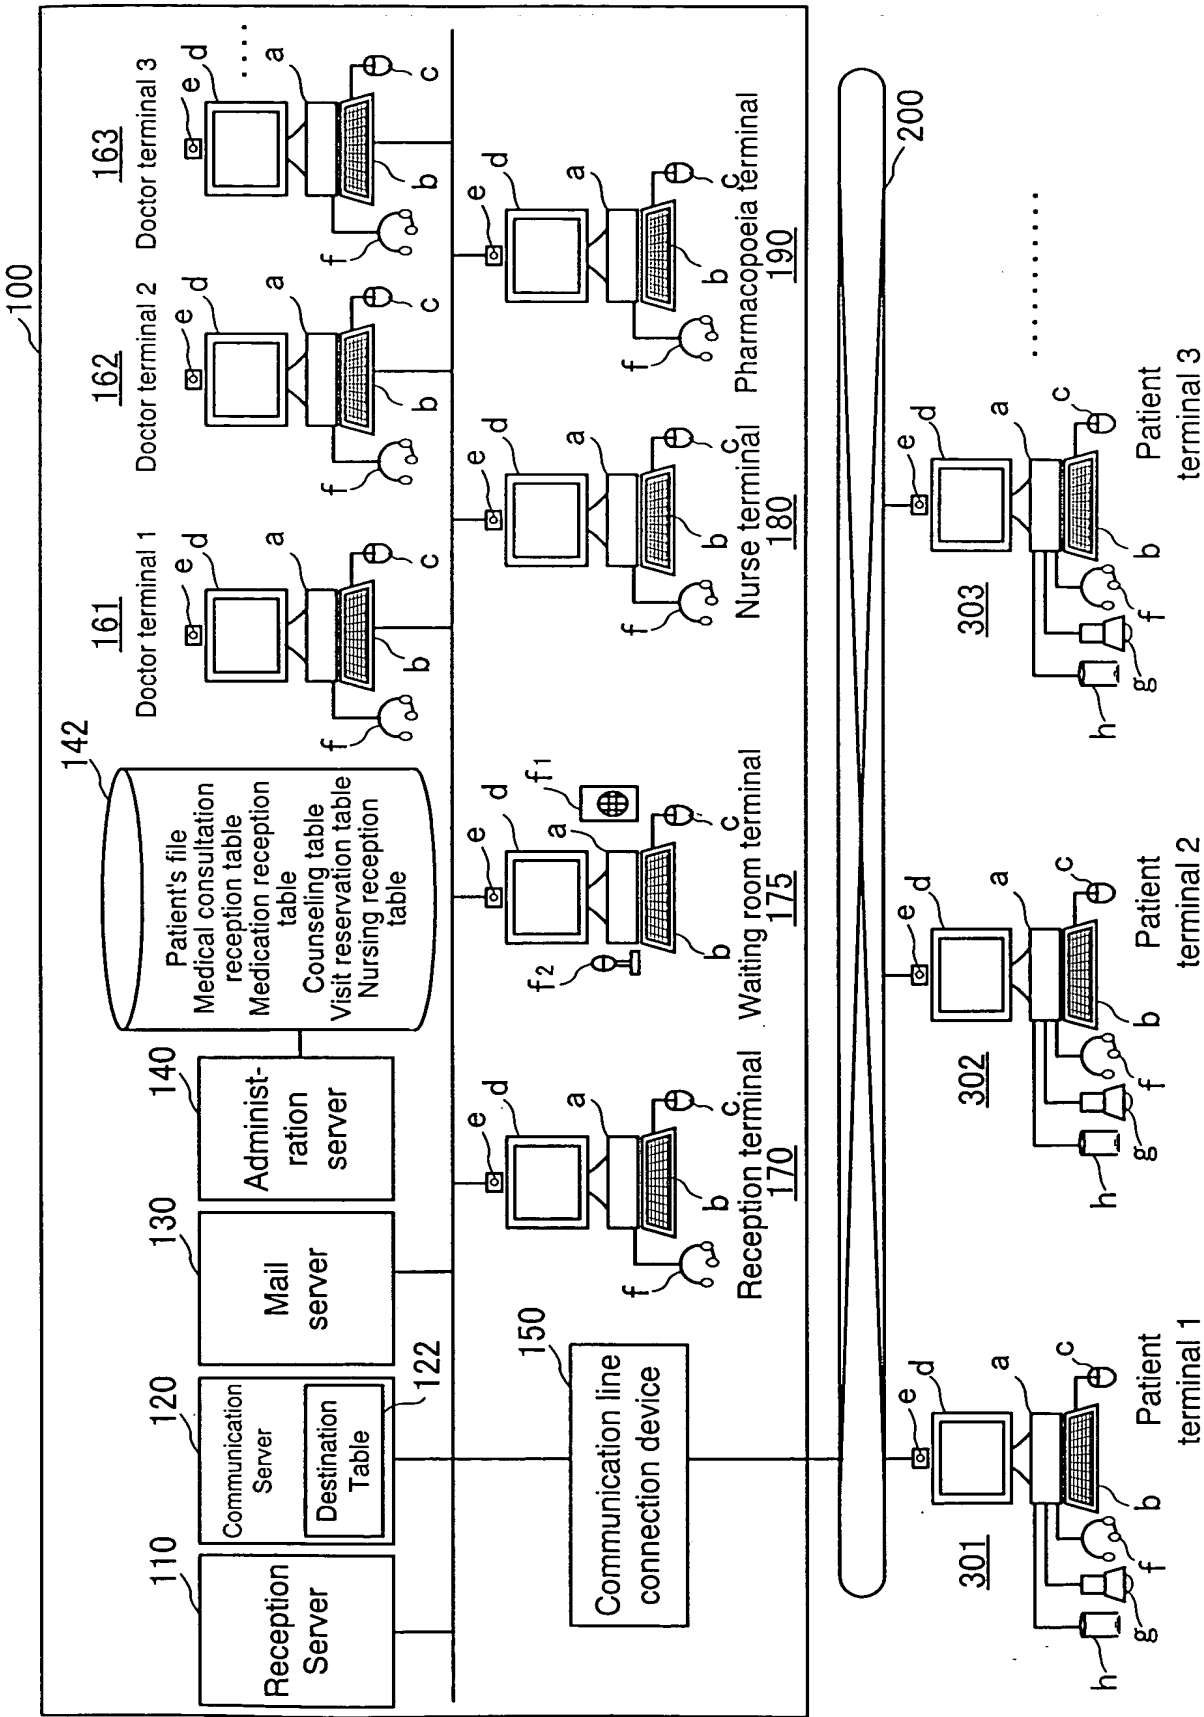 100
110
Reception
Server
120
Communication
Server
Destination
Table
122
130
Mail
server
140
Administ-
ration
server
142
Patient's file
Medical consultation
reception table
Medication reception
table
Counseling table
Visit reservation table
Nursing reception
table
161
Doctor terminal 1
e
d
a
c
b
f
162
Doctor terminal 2
e
d
a
c
b
f
163
Doctor terminal 3
e
d
a
c
b
f
....
150
Communication line
connection device
e
d
a
c
b
f
Reception terminal
170
e
d
a
f1
c
b
f2
Waiting room terminal
175
e
d
a
c
b
f
Nurse terminal
180
e
d
a
c
b
f
Pharmacopoeia terminal
190
200
301
e
d
a
c
b
f
g
h
Patient
terminal 1
302
e
d
a
c
b
f
g
h
Patient
terminal 2
303
e
d
a
c
b
f
g
h
Patient
terminal 3
..........